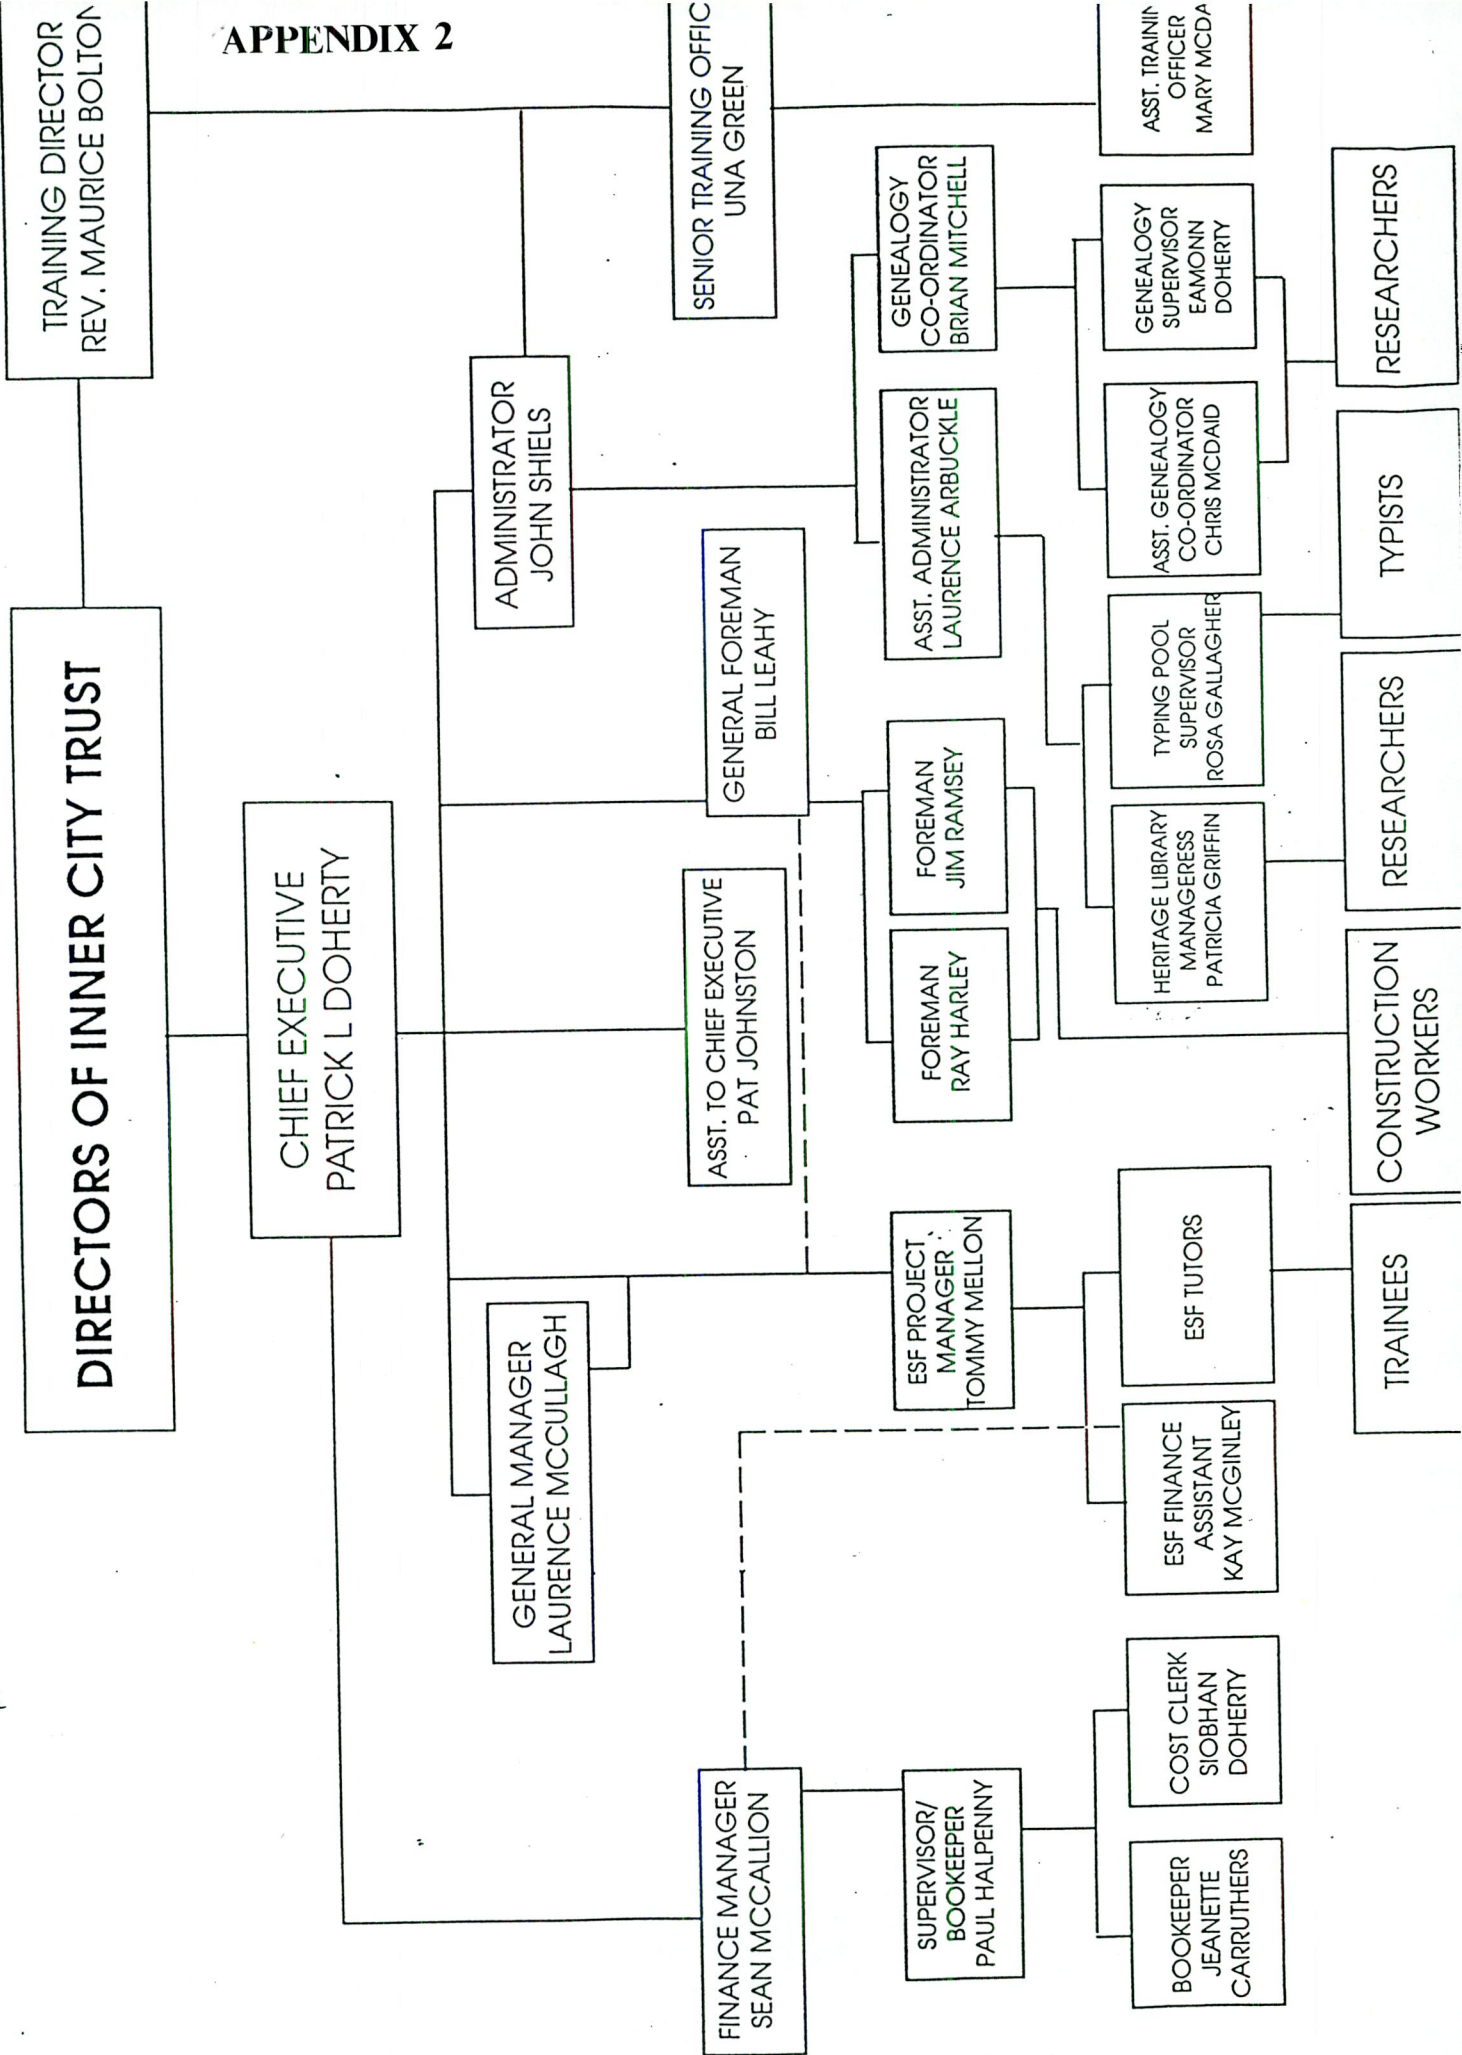 APPENDIX 2
DIRECTORS OF INNER CITY TRUST
TRAINING DIRECTOR
REV. MAURICE BOLTON
CHIEF EXECUTIVE
PATRICK L DOHERTY
GENERAL MANAGER
LAURENCE MCCULLAGH
ADMINISTRATOR
JOHN SHIELS
FINANCE MANAGER
SEAN MCCALLION
ASST. TO CHIEF EXECUTIVE
PAT JOHNSTON
GENERAL FOREMAN
BILL LEAHY
SENIOR TRAINING OFFIC
UNA GREEN
SUPERVISOR/
BOOKEEPER
PAUL HALPENNY
ESF PROJECT
MANAGER
TOMMY MELLON
FOREMAN
RAY HARLEY
FOREMAN
JIM RAMSEY
ASST. ADMINISTRATOR
LAURENCE ARBUCKLE
GENEALOGY
CO-ORDINATOR
BRIAN MITCHELL
BOOKEEPER
JEANETTE
CARRUTHERS
COST CLERK
SIOBHAN
DOHERTY
ESF FINANCE
ASSISTANT
KAY MCGINLEY
ESF TUTORS
HERITAGE LIBRARY
MANAGERESS
PATRICIA GRIFFIN
TYPING POOL
SUPERVISOR
ROSA GALLAGHER
ASST. GENEALOGY
CO-ORDINATOR
CHRIS MCDAID
GENEALOGY
SUPERVISOR
EAMONN
DOHERTY
ASST. TRAININ
OFFICER
MARY MCDA
TRAINEES
CONSTRUCTION
WORKERS
RESEARCHERS
TYPISTS
RESEARCHERS